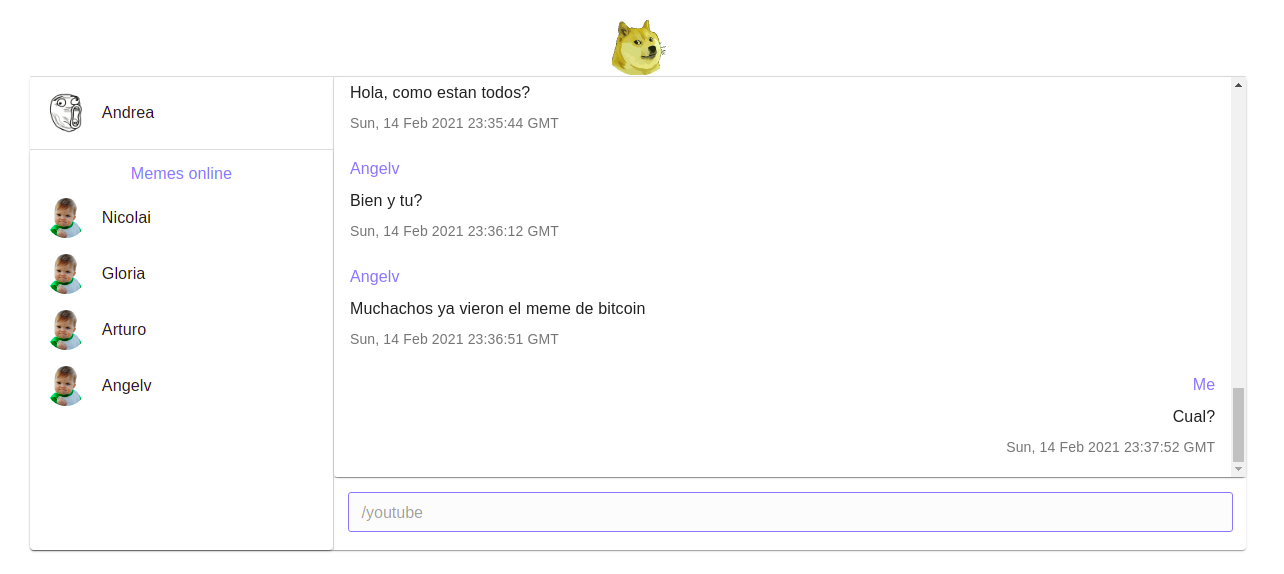 Andrea
Memes online
Nicolai
Gloria
Arturo
Angelv
Hola, como estan todos?
Sun, 14 Feb 2021 23:35:44 GMT
Angelv
Bien y tu?
Sun, 14 Feb 2021 23:36:12 GMT
Angelv
Muchachos ya vieron el meme de bitcoin
Sun, 14 Feb 2021 23:36:51 GMT
Me
Cual?
Sun, 14 Feb 2021 23:37:52 GMT
/youtube